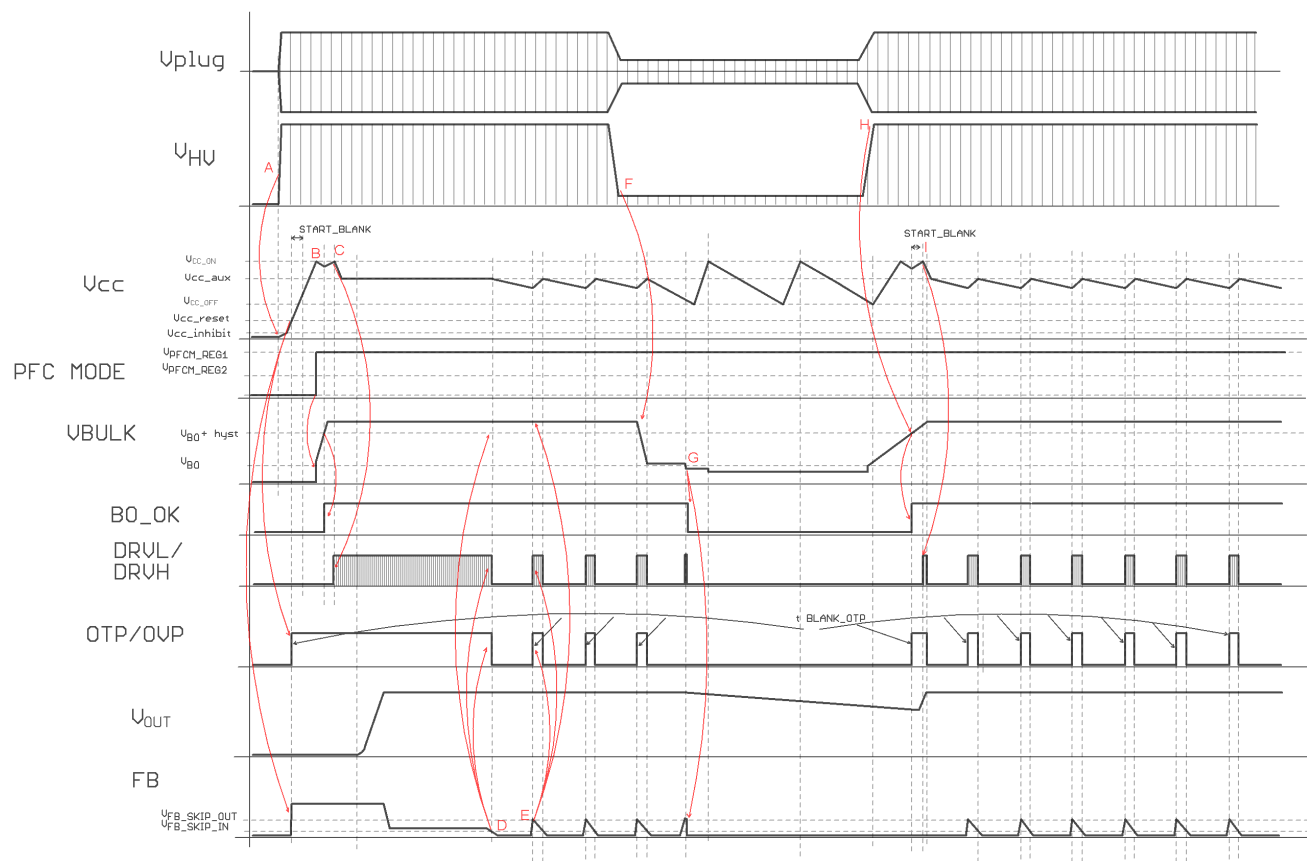 Vplug
VHV
A
H
F
START_BLANK
START_BLANK
B
C
I
VCC_ON
Vcc_aux
Vcc
VCC_OFF
Vcc_reset
Vcc_inhibit
VPFCM_REG1
VPFCM_REG2
PFC MODE
VBULK
VBO+ hyst
VBO
G
BO_OK
DRVL/
DRVH
OTP/OVP
t BLANK_OTP
VOUT
FB
VFB_SKIP_OUT
VFB_SKIP_IN
D
E